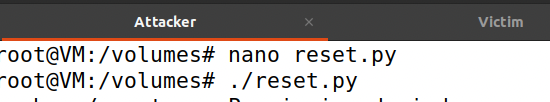 Attacker × Victim
root@VM:/volumes# nano reset.py
root@VM:/volumes# ./reset.py